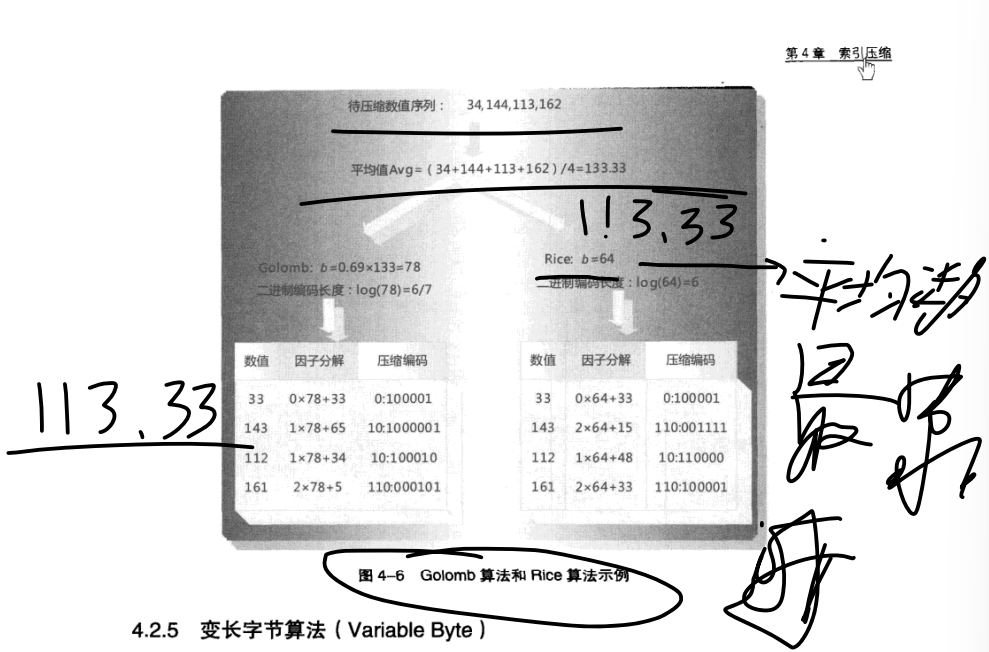 第4章 索引压缩
待压缩数值序列： 34,144,113,162
平均值Avg=（34+144+113+162）/4=133.33
1!3.33
Golomb: b=0.69×133=78
二进制编码长度：log(78)=6/7
Rice: b=64
二进制编码长度：log(64)=6
平均数
113.33
数值 因子分解 压缩编码
33 0×78+33 0:100001
143 1×78+65 10:1000001
112 1×78+34 10:100010
161 2×78+5 110:000101
数值 因子分解 压缩编码
33 0×64+33 0:100001
143 2×64+15 110:001111
112 1×64+48 10:110000
161 2×64+33 110:100001
图 4-6 Golomb 算法和 Rice 算法示例
4.2.5 变长字节算法（Variable Byte）